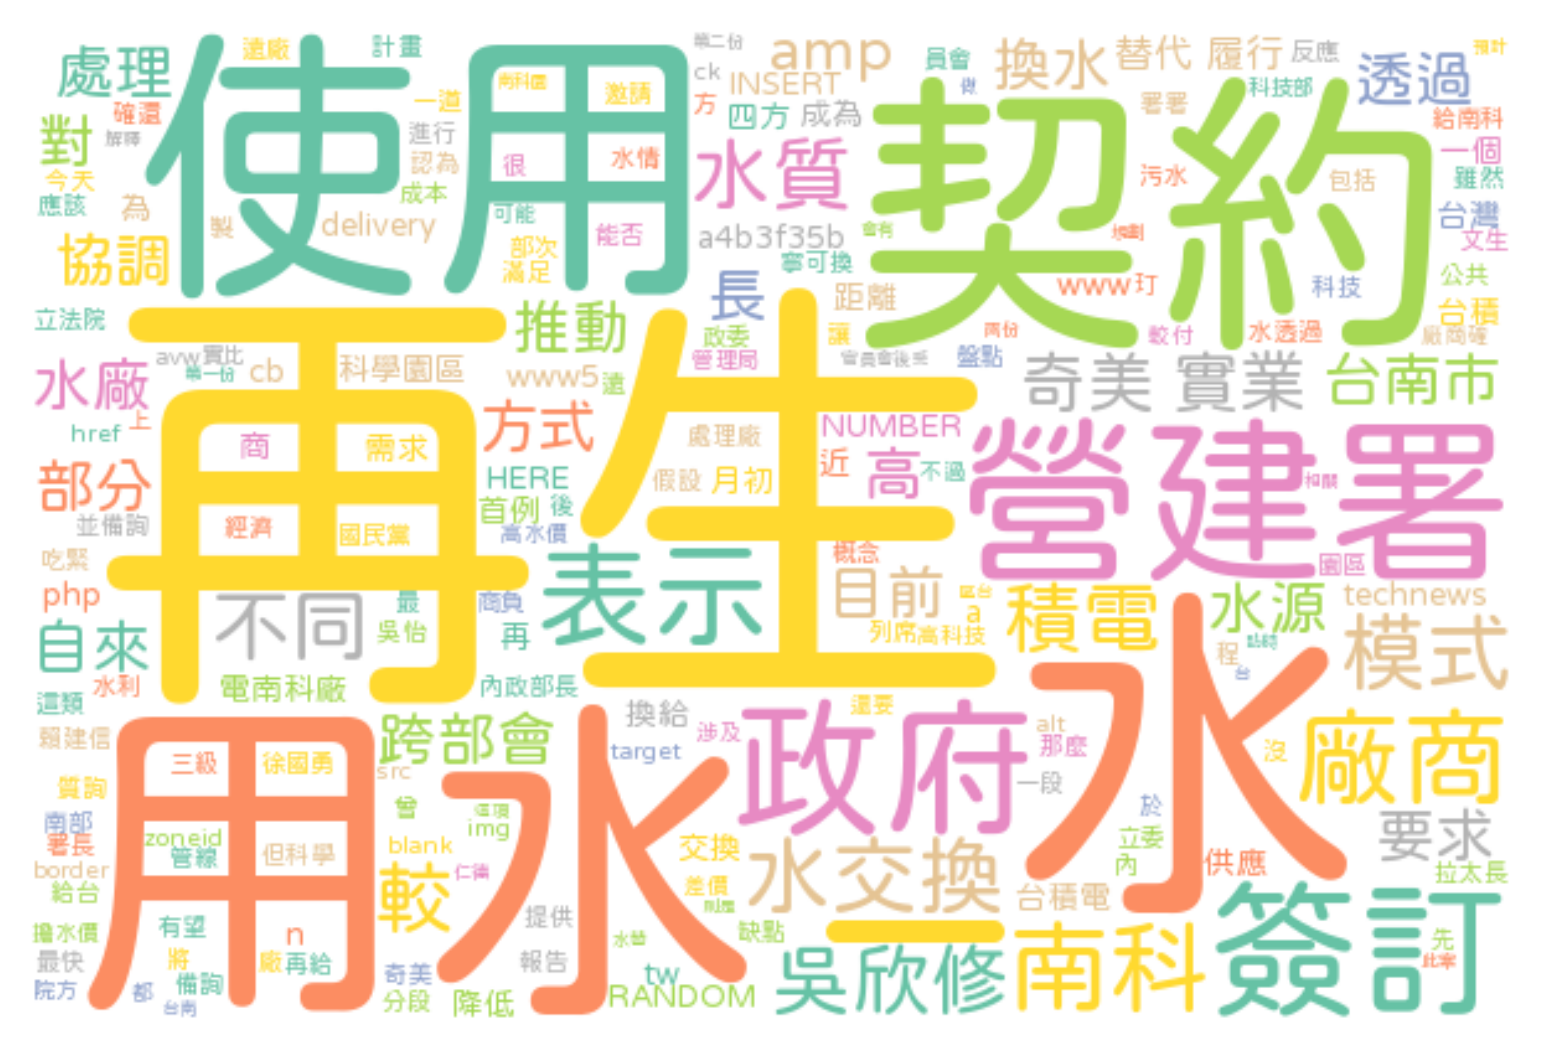 使用
契約
再生
營建署
用水
水
處理
遠廠
計畫
第二份
amp
員會
換水
替代
履行
反應
預計
ck
INSERT
透過
南科園
邀請
一道
確還
解釋
進行
方
四方
成為
做
署署
科技部
給南科
對
認為
很
水情
水質
污水
一個
今天
成本
包括
雖然
應該
為
製
delivery
可能
能否
a4b3f35b
會有
台灣
文生
協調
部次
滿足
寧可換
www
科技
公共
立法院
推動
長
距離
政委
讓
兩份
較付
水透過
台積
廠商確
水廠
avw
實比
第一份
cb
科學園區
www5
遠
管理局
盤點
奇美
實業
台南市
href
上
商
需求
方式
處理廠
NUMBER
近
高
不過
部分
HERE
假設
月初
並備詢
經濟
國民黨
首例
後
高水價
相關
吃緊
概念
園區
php
不同
最
商負
表示
目前
a
積電
水源
technews
自來
吳怡
再
列席
高科技
程
台
模式
水利
電南科廠
內政部長
這類
賴建信
跨部會
換給
涉及
政府
還要
alt
那麼
沒
廠商
三級
徐國勇
src
target
一段
質詢
曾
img
於
南部
署長
zoneid
管線
但科學
blank
交換
立委
內
要求
border
較
仁德
水交換
供應
拉太長
給台
差價
台積電
擔水價
有望
n
提供
水替
缺點
一
簽訂
先
此案
最快
將
廠
再給
奇美
報告
tw
吳欣修
南科
院方
都
備詢
台南
分段
降低
RANDOM